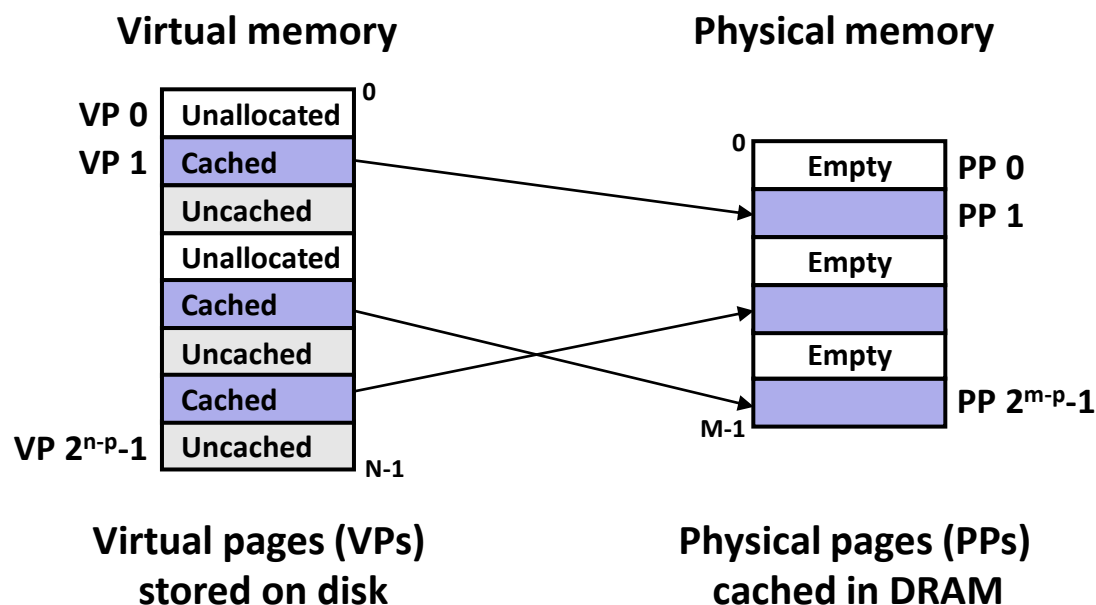 Virtual memory
Physical memory
0
VP 0 Unallocated
VP 1 Cached
Uncached
Unallocated
Cached
Uncached
Cached
VP 2^{n-p}-1 Uncached
N-1
0
Empty PP 0
PP 1
Empty
Empty
PP 2^{m-p}-1
M-1
Virtual pages (VPs)
stored on disk
Physical pages (PPs)
cached in DRAM